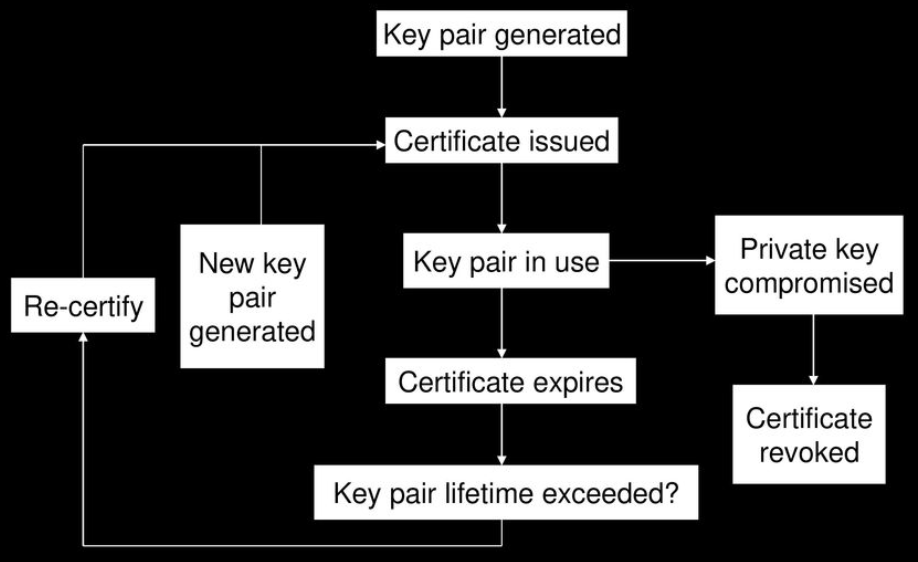 Key pair generated
Certificate issued
Key pair in use
Private key
compromised
New key
pair
generated
Re-certify
Certificate expires
Certificate
revoked
Key pair lifetime exceeded?